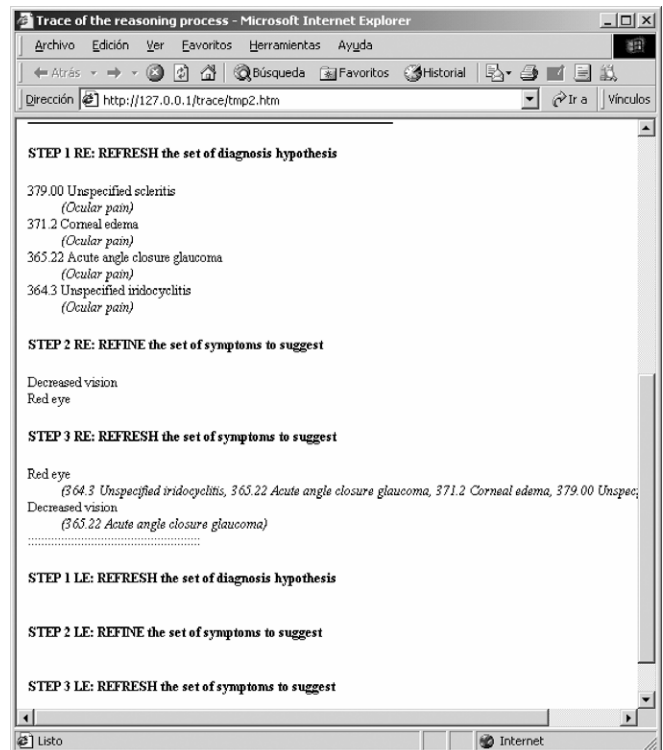 Trace of the reasoning process - Microsoft Internet Explorer
Archivo Edición Ver Favoritos Herramientas Ayuda
Atrás Búsqueda Favoritos Historial
Dirección http://127.0.0.1/trace/tmp2.htm Ir a Vínculos
STEP 1 RE: REFRESH the set of diagnosis hypothesis
379.00 Unspecified scleritis
(Ocular pain)
371.2 Corneal edema
(Ocular pain)
365.22 Acute angle closure glaucoma
(Ocular pain)
364.3 Unspecified iridocyclitis
(Ocular pain)
STEP 2 RE: REFINE the set of symptoms to suggest
Decreased vision
Red eye
STEP 3 RE: REFRESH the set of symptoms to suggest
Red eye
(364.3 Unspecified iridocyclitis, 365.22 Acute angle closure glaucoma, 371.2 Corneal edema, 379.00 Unspec
Decreased vision
(365.22 Acute angle closure glaucoma)
STEP 1 LE: REFRESH the set of diagnosis hypothesis
STEP 2 LE: REFINE the set of symptoms to suggest
STEP 3 LE: REFRESH the set of symptoms to suggest
Listo Internet